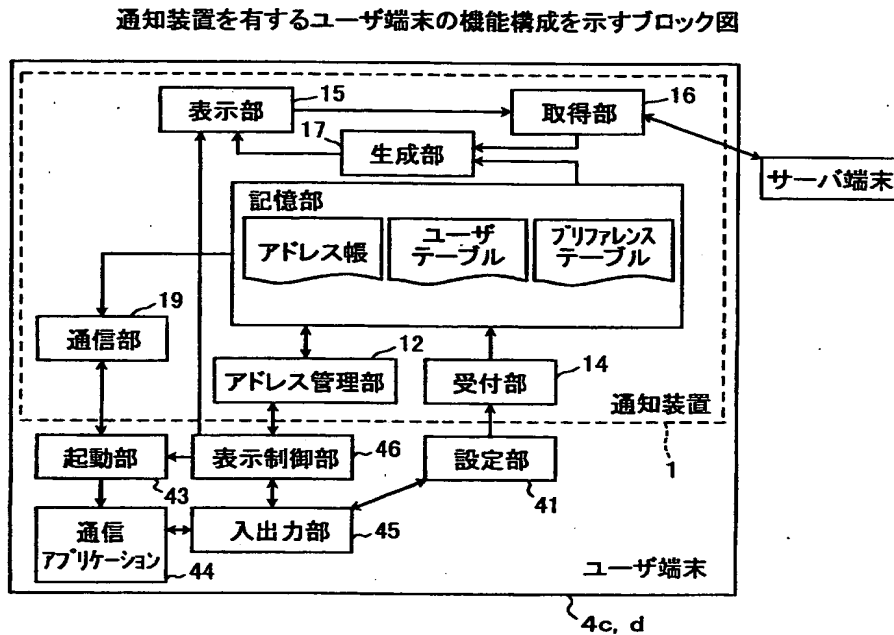 通知装置を有するユーザ端末の機能構成を示すブロック図
表示部
15
取得部
16
17
生成部
サーバ端末
記憶部
アドレス帳
ユーザ
テーブル
プリファレンス
テーブル
19
通信部
12
アドレス管理部
14
受付部
通知装置
1
起動部
43
表示制御部
46
設定部
41
通信
アプリケーション
44
入出力部
45
ユーザ端末
4c, d